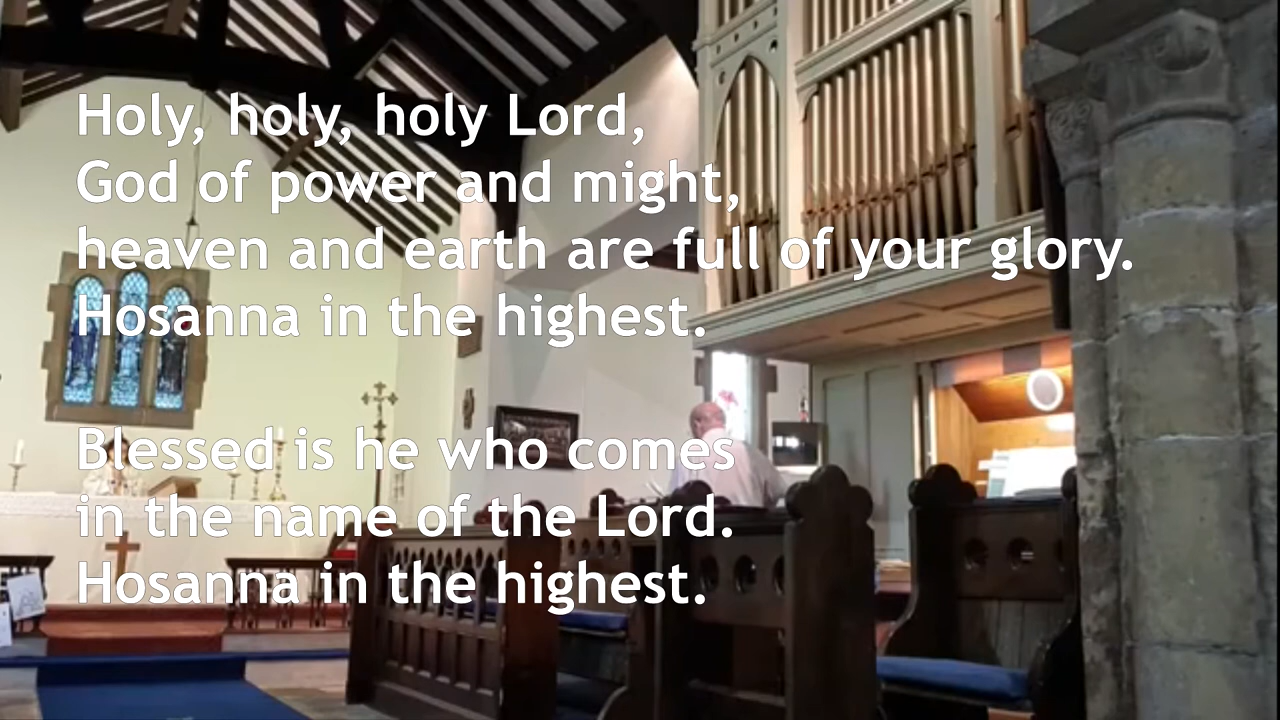 Holy, holy, holy Lord,
God of power and might,
heaven and earth are full of your glory.
Hosanna in the highest.
Blessed is he who comes
in the name of the Lord.
Hosanna in the highest.